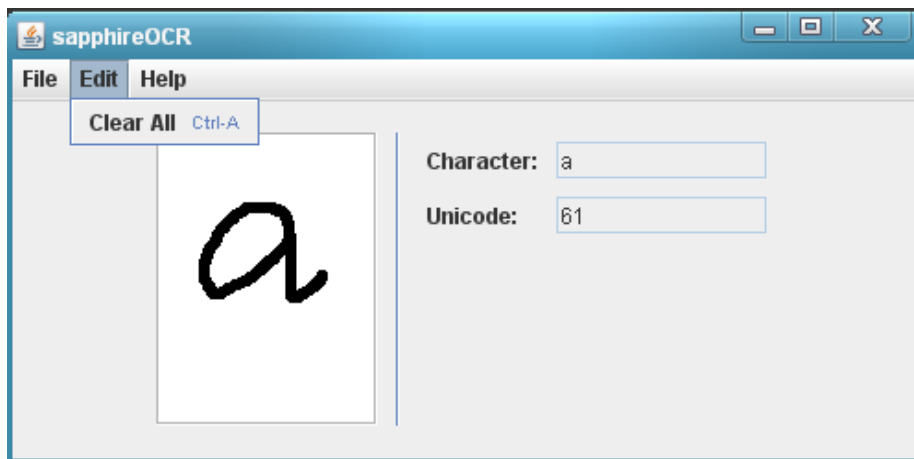 sapphireOCR
File Edit Help
Clear All Ctrl-A
Character: a
a
Unicode: 61